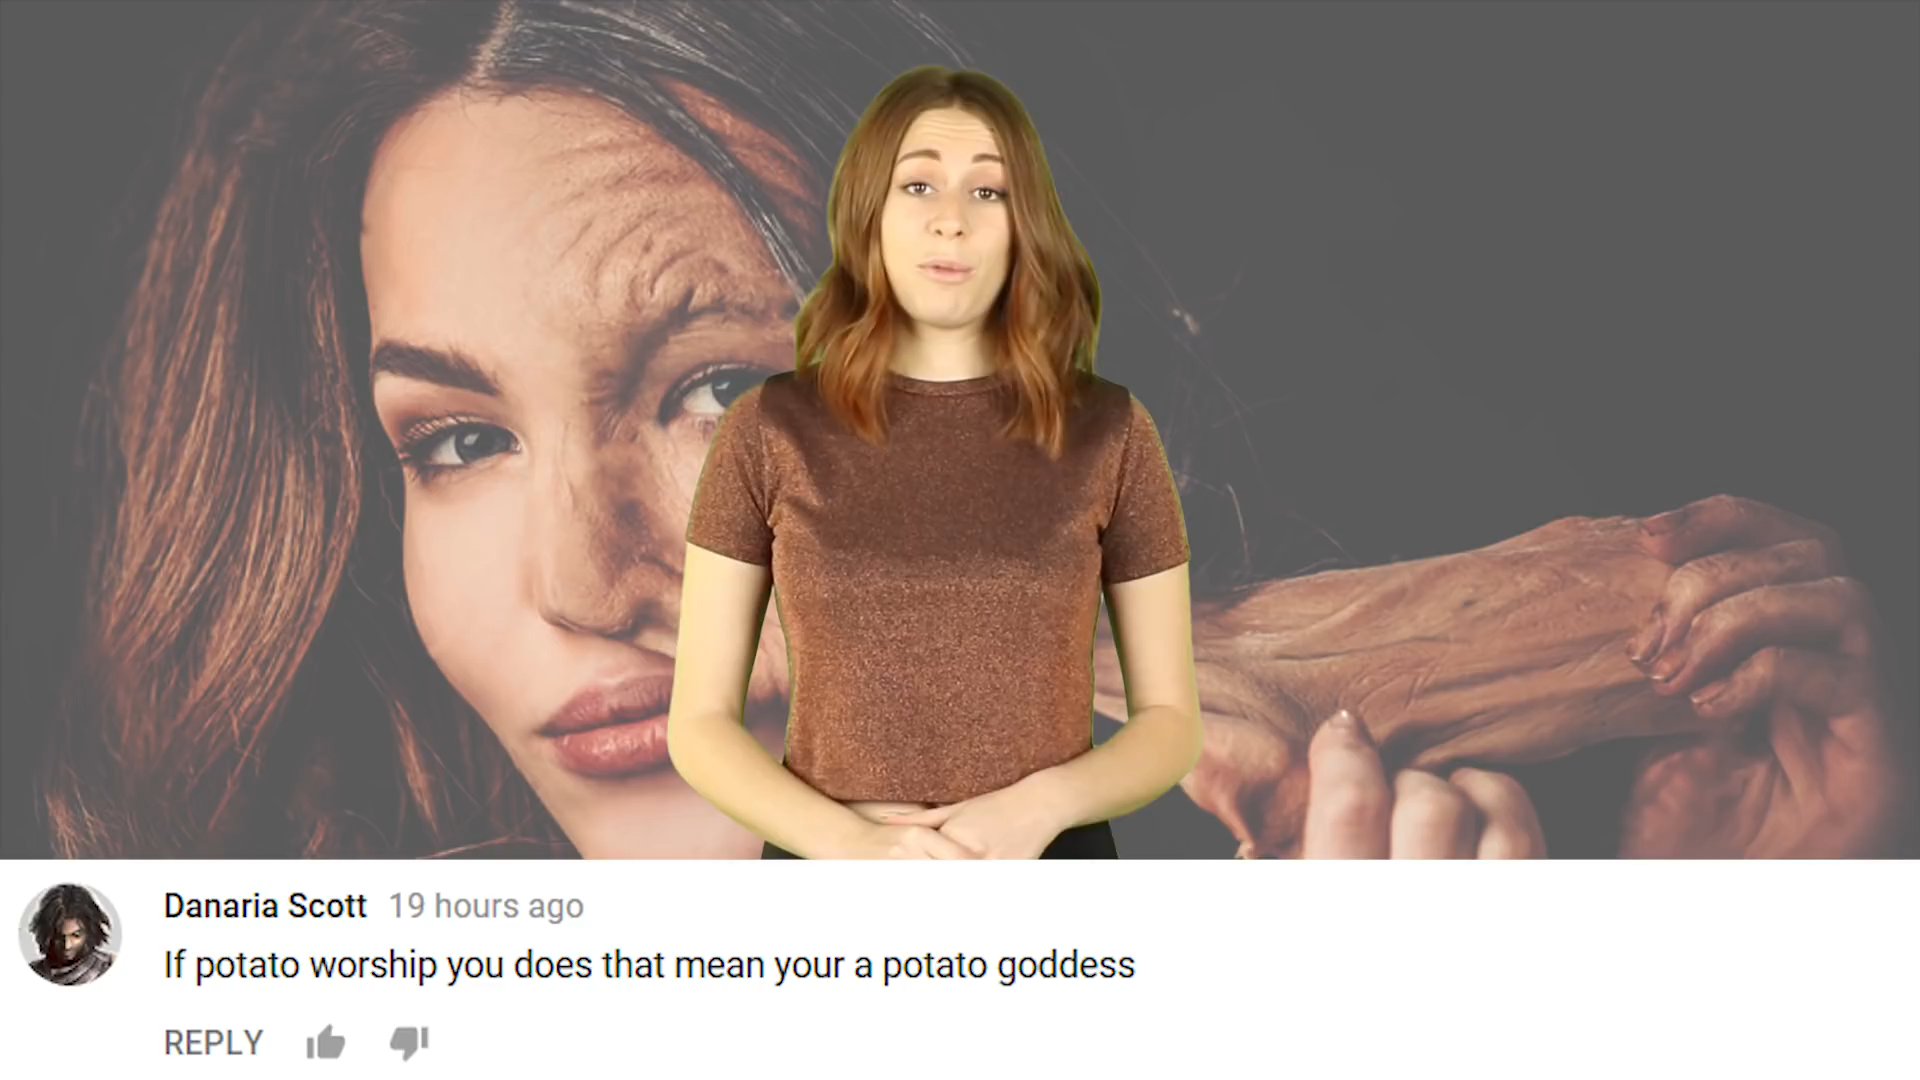 Danaria Scott 19 hours ago
If potato worship you does that mean your a potato goddess
REPLY